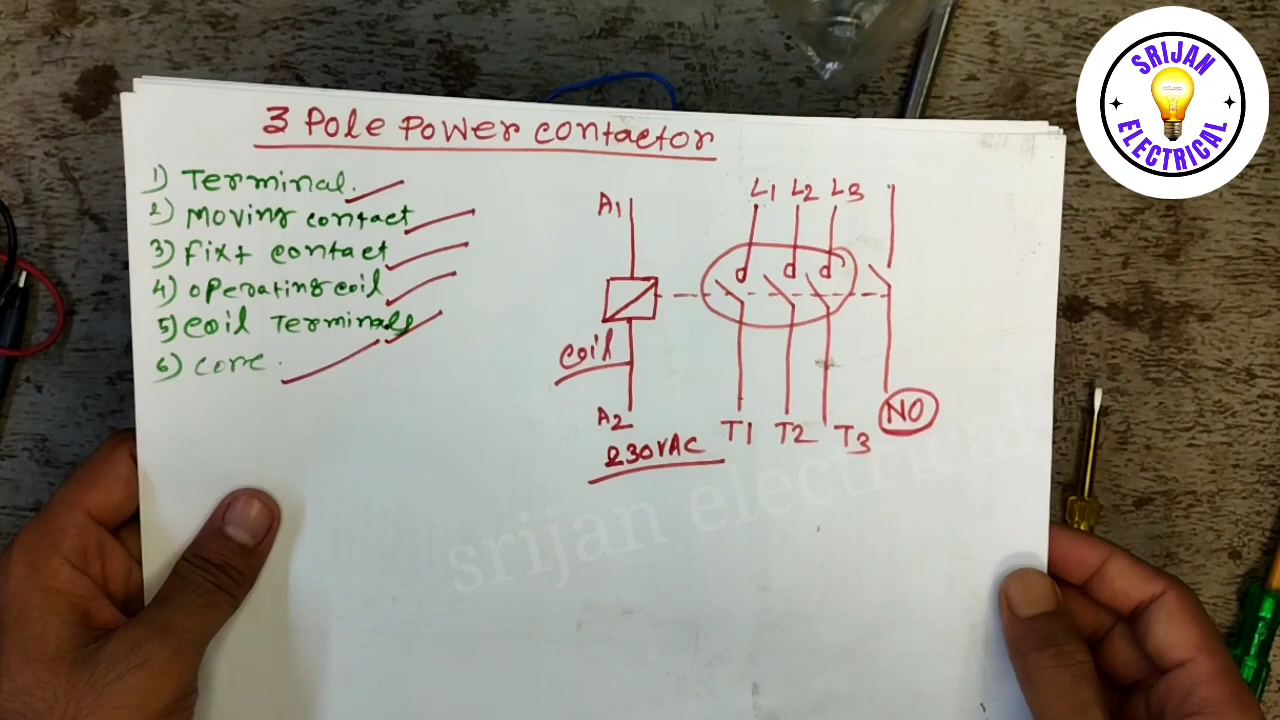 3 Pole Power contactor
1) Terminal.
2) Moving contact
3) Fixt contact
4) operating coil
5) coil Terminals
6) core.
A1
L1 L2 L3
coil
A2
230VAC
T1 T2 T3
NO
srijan electrical
SRIJAN
ELECTRICAL